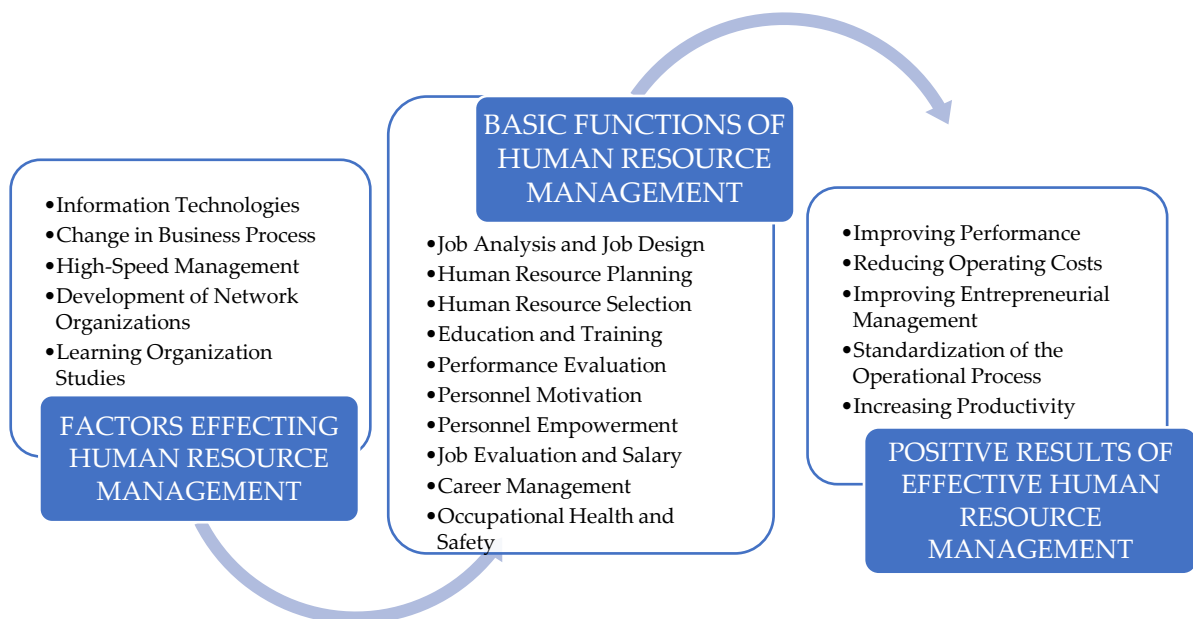 •Information Technologies
•Change in Business Process
•High-Speed Management
•Development of Network
Organizations
•Learning Organization
Studies
FACTORS EFFECTING
HUMAN RESOURCE
MANAGEMENT
BASIC FUNCTIONS OF
HUMAN RESOURCE
MANAGEMENT
•Job Analysis and Job Design
•Human Resource Planning
•Human Resource Selection
•Education and Training
•Performance Evaluation
•Personnel Motivation
•Personnel Empowerment
•Job Evaluation and Salary
•Career Management
•Occupational Health and
Safety
•Improving Performance
•Reducing Operating Costs
•Improving Entrepreneurial
Management
•Standardization of the
Operational Process
•Increasing Productivity
POSITIVE RESULTS OF
EFFECTIVE HUMAN
RESOURCE
MANAGEMENT